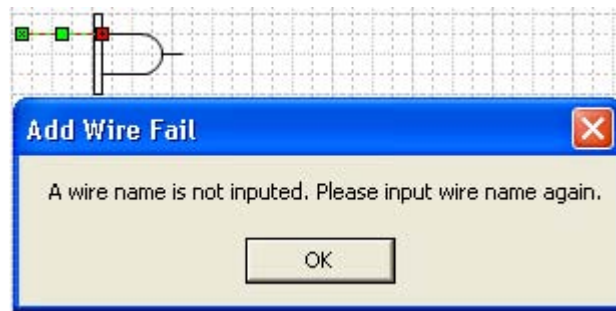 Add Wire Fail
A wire name is not inputed. Please input wire name again.
OK